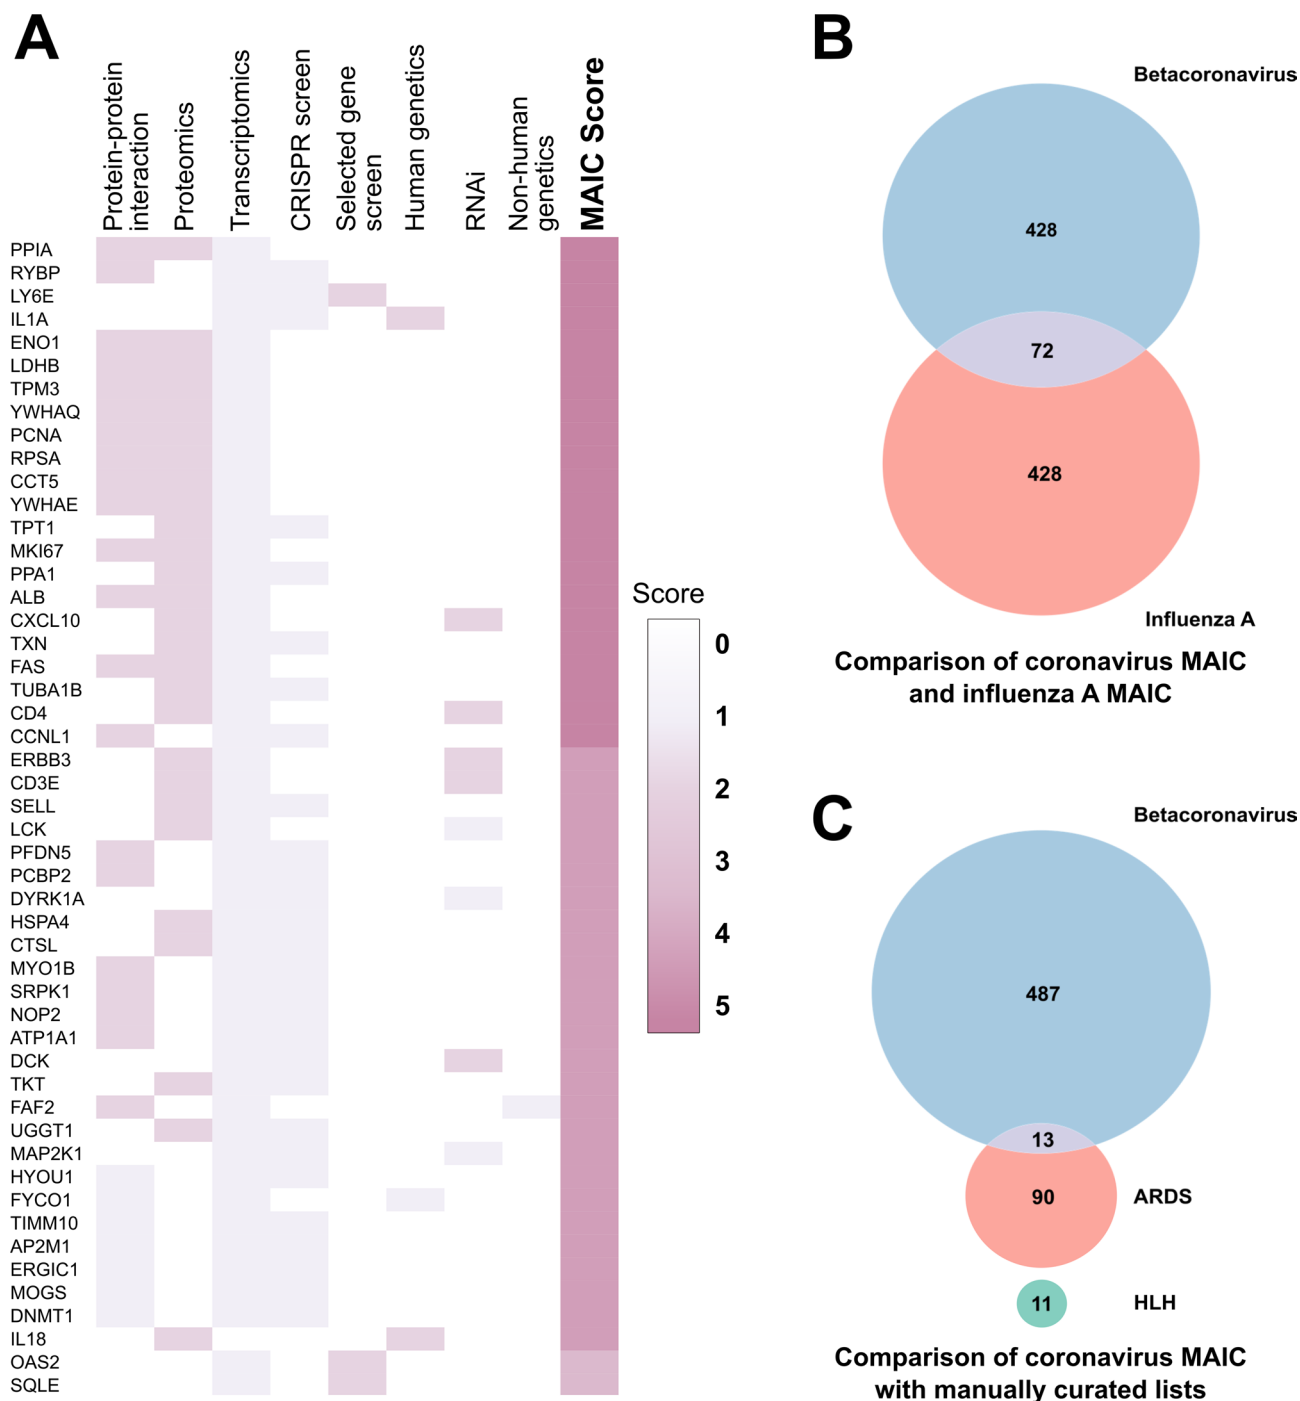 A
Protein-protein
interaction
Proteomics
Transcriptomics
CRISPR screen
Selected gene
screen
Human genetics
RNAi
Non-human
genetics
MAIC Score
PPIA
RYBP
LY6E
IL1A
ENO1
LDHB
TPM3
YWHAQ
PCNA
RPSA
CCT5
YWHAE
TPT1
MKI67
PPA1
ALB
CXCL10
TXN
FAS
TUBA1B
CD4
CCNL1
ERBB3
CD3E
SELL
LCK
PFDN5
PCBP2
DYRK1A
HSPA4
CTSL
MYO1B
SRPK1
NOP2
ATP1A1
DCK
TKT
FAF2
UGGT1
MAP2K1
HYOU1
FYCO1
TIMM10
AP2M1
ERGIC1
MOGS
DNMT1
IL18
OAS2
SQLE
Score
0
1
2
3
4
5
B
Betacoronavirus
428
72
428
Influenza A
Comparison of coronavirus MAIC
and influenza A MAIC
C
Betacoronavirus
487
13
90
ARDS
11
HLH
Comparison of coronavirus MAIC
with manually curated lists